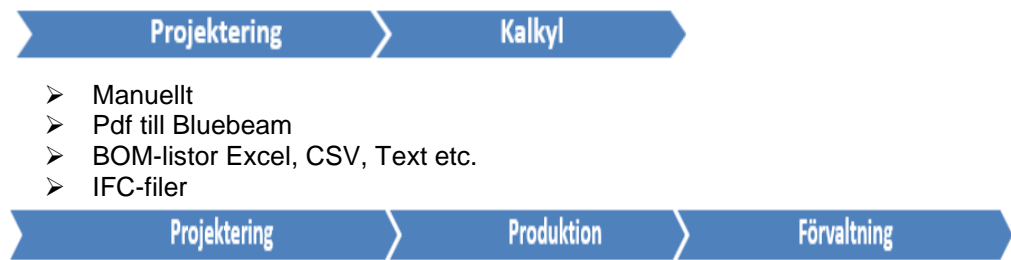 Projektering Kalkyl
➢ Manuellt
➢ Pdf till Bluebeam
➢ BOM-listor Excel, CSV, Text etc.
➢ IFC-filer
Projektering Produktion Förvaltning